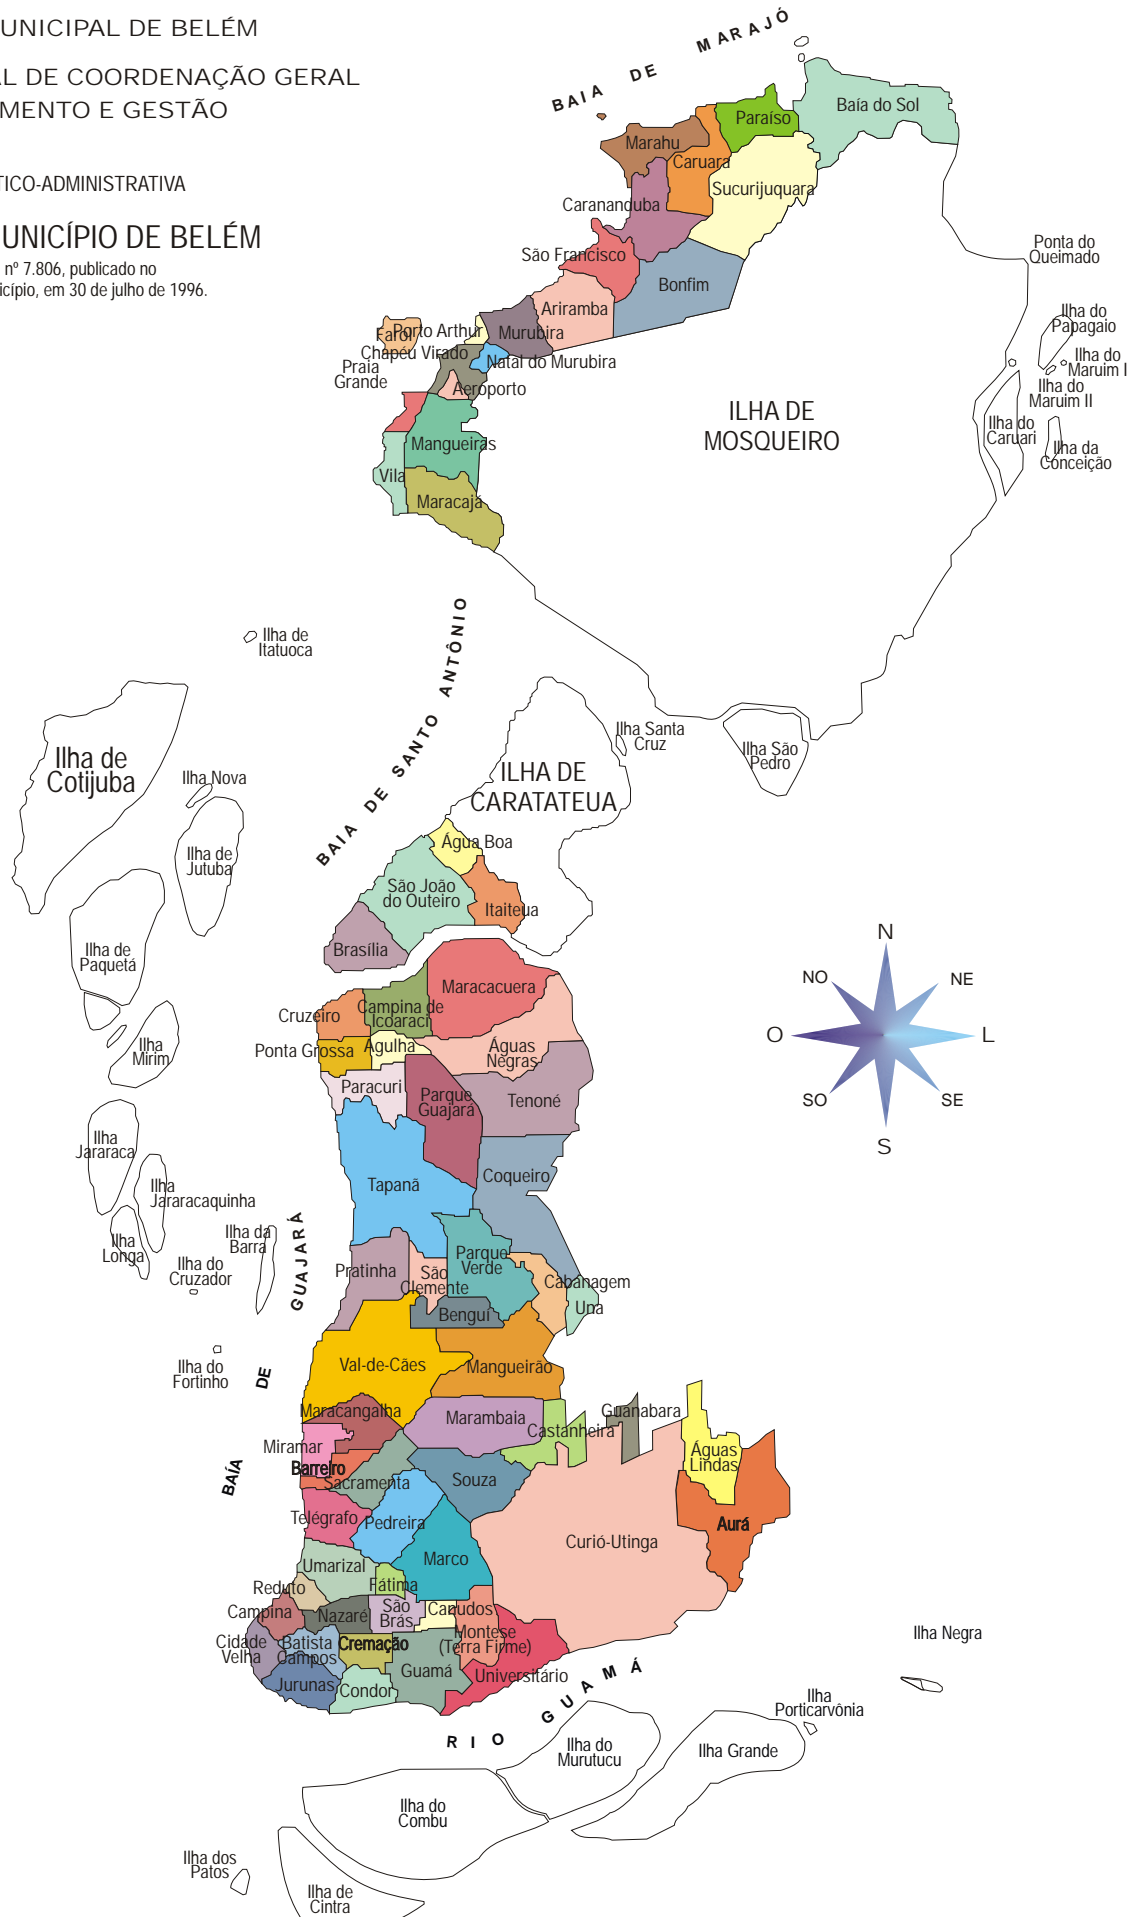 UNICIPAL DE BELÉM
AL DE COORDENAÇÃO GERAL
MENTO E GESTÃO
TICO-ADMINISTRATIVA
UNICÍPIO DE BELÉM
nº 7.806, publicado no
icípio, em 30 de julho de 1996.
BAIA DE MARAJÓ
Baía do Sol
Paraíso
Marahu
Caruara
Sucurijuquara
Carananduba
São Francisco
Bonfim
Ariramba
Murubira
Porto Arthur
Farol
Chapéu Virado
Natal do Murubira
Praia
Grande
Aeroporto
Mangueiras
Vila
Maracajá
ILHA DE
MOSQUEIRO
Ponta do
Queimado
Ilha do
Papagaio
Ilha do
Maruim I
Ilha do
Maruim II
Ilha do
Caruari
Ilha da
Conceição
BAIA DE SANTO ANTÔNIO
Ilha de
Itatuoca
Ilha Santa
Cruz
Ilha São
Pedro
Ilha de
Cotijuba
Ilha Nova
Ilha de
Jutuba
ILHA DE
CARATATEUA
Água Boa
São João
do Outeiro
Itaiteua
Brasília
Ilha de
Paquetá
Ilha
Mirim
N
NO
NE
O
L
SO
SE
S
Maracacuera
Cruzeiro
Campina de
Icoaraci
Ponta Grossa
Agulha
Águas
Negras
Paracuri
Parque
Guajará
Tenoné
Ilha
Jararaca
Ilha
Jararacaquinha
Ilha
Longa
Ilha da
Barra
Ilha do
Cruzador
Ilha do
Fortinho
BAÍA DE GUAJARÁ
Tapanã
Coqueiro
Pratinha
São
Clemente
Parque
Verde
Cabanagem
Una
Benguí
Val-de-Cães
Mangueirão
Maracangalha
Marambaia
Castanheira
Guanabara
Águas
Lindas
Miramar
Barreiro
Sacramenta
Souza
Telégrafo
Pedreira
Curió-Utinga
Aurá
Marco
Umarizal
Fátima
Reduto
Campina
Nazaré
São
Brás
Canudos
Montese
(Terra Firme)
Cidade
Velha
Batista
Campos
Cremação
Guamá
Universitário
Jurunas
Condor
RIO GUAMÁ
Ilha Negra
Ilha
Porticarvônia
Ilha do
Murutucu
Ilha Grande
Ilha do
Combu
Ilha dos
Patos
Ilha de
Cintra